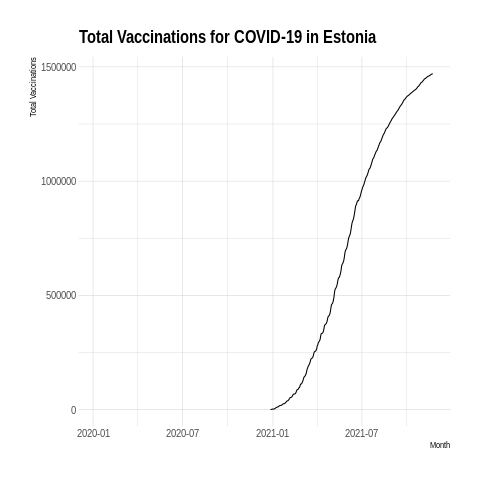 Total Vaccinations for COVID-19 in Estonia
Total Vaccinations
1500000
1000000
500000
0
2020-01 2020-07 2021-01 2021-07
Month